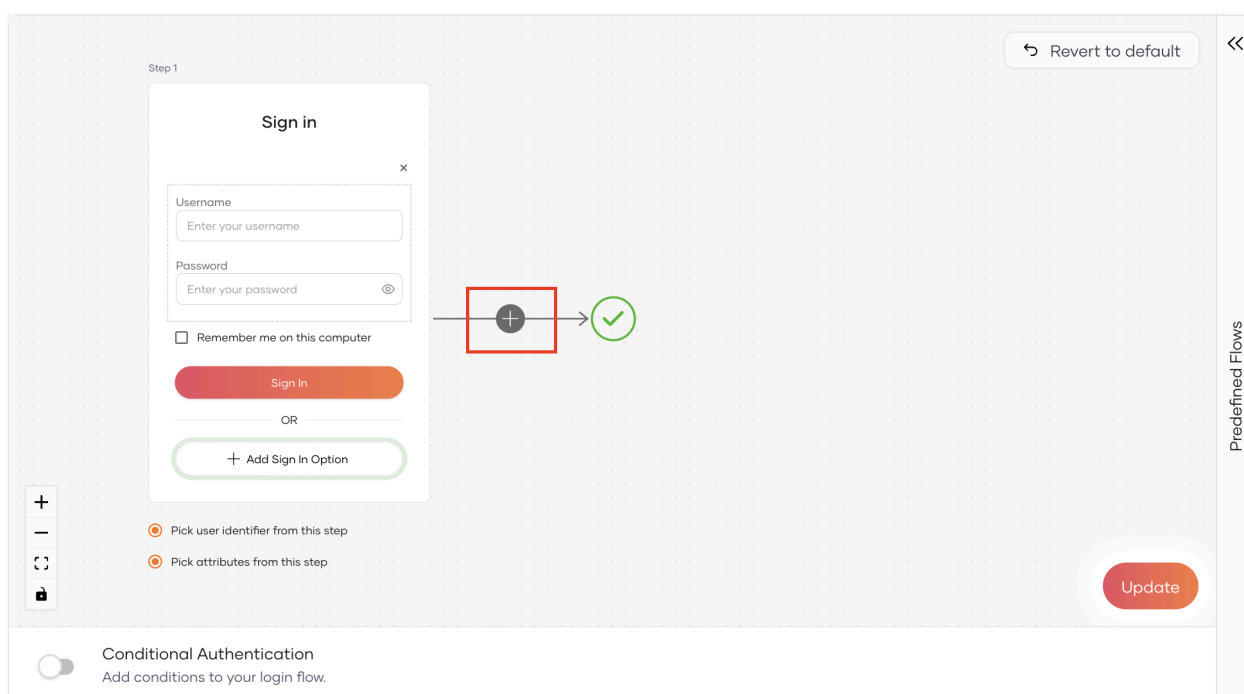 Revert to default
Step 1
Sign in
Username
Enter your username
Password
Enter your password
Remember me on this computer
Sign In
OR
Add Sign In Option
Pick user identifier from this step
Pick attributes from this step
Predefined Flows
Update
Conditional Authentication
Add conditions to your login flow.